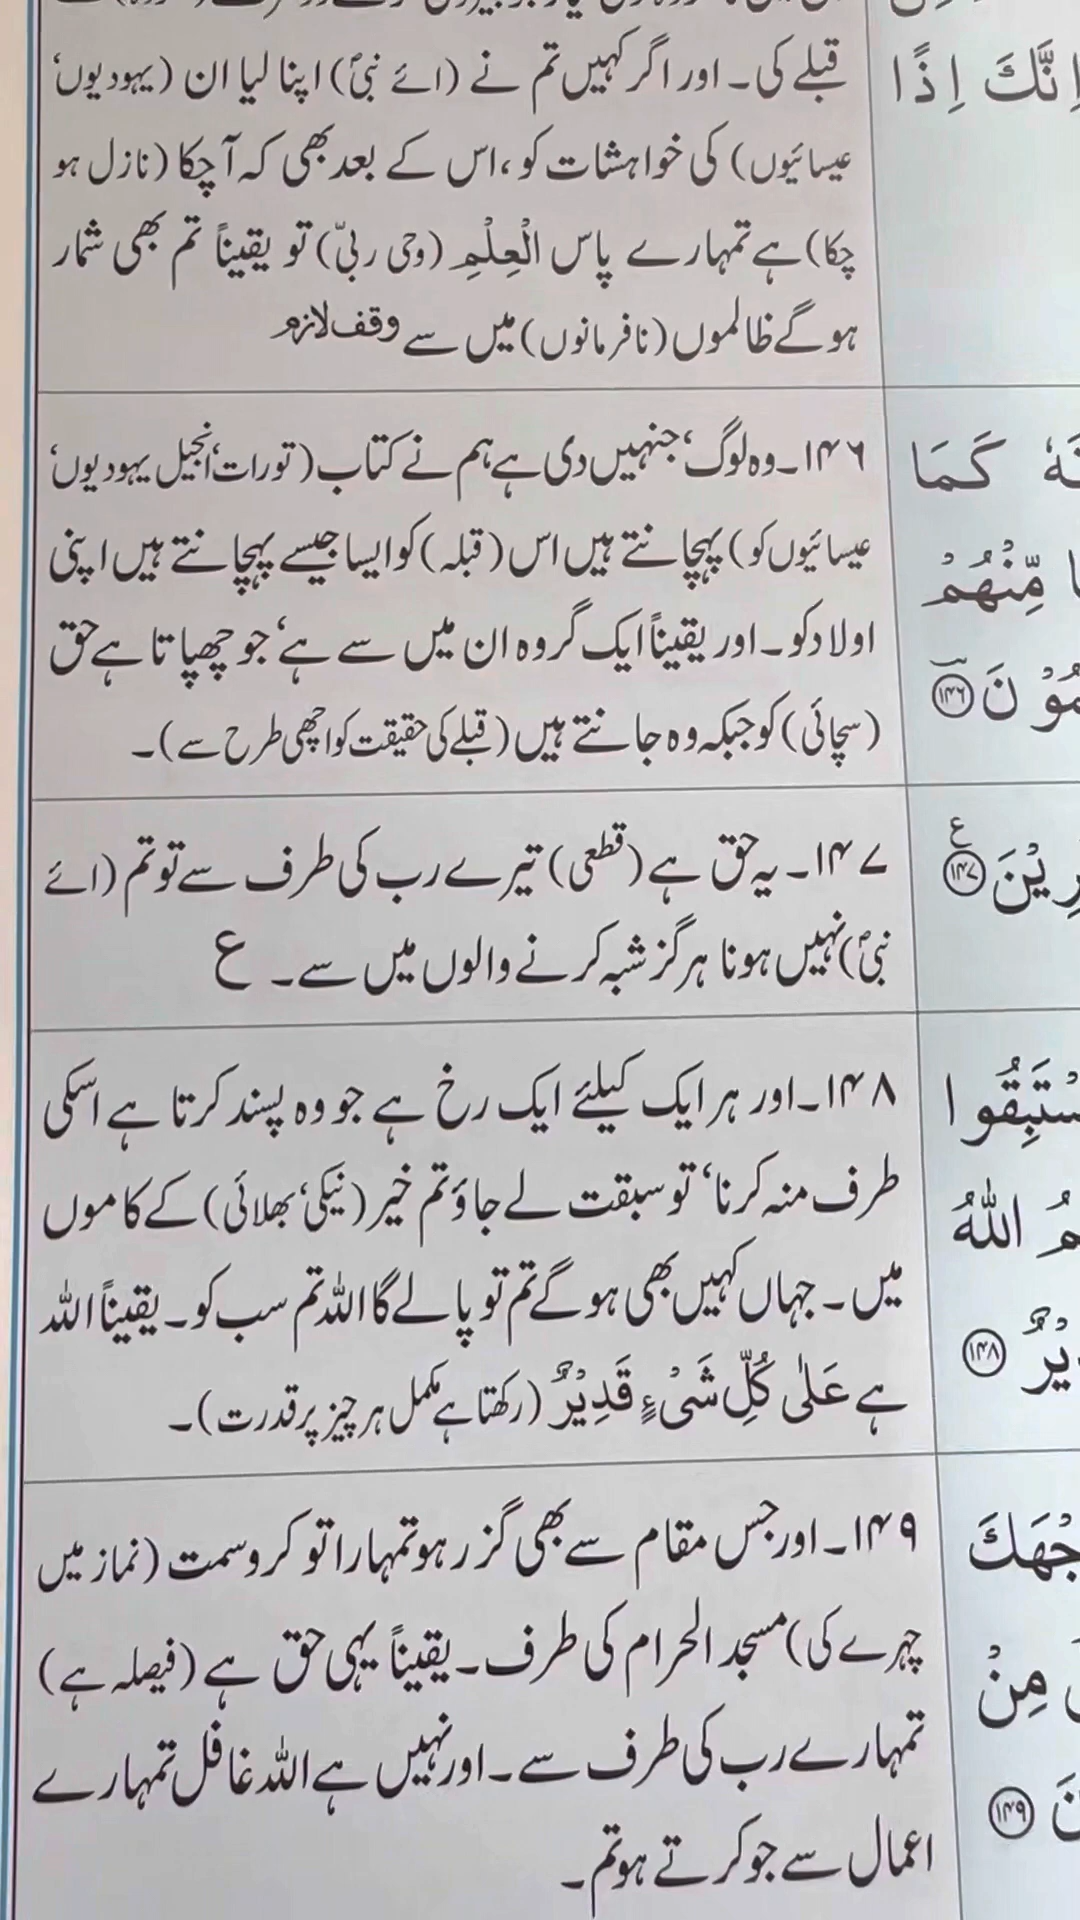 قبلے کی۔ اور اگر کہیں تم نے (ائے نبیؐ) اپنا لیا ان (یہودیوں‘
عیسائیوں) کی خواہشات کو، اس کے بعد بھی کہ آچکا (نازل ہو
چکا) ہے تمہارے پاس الْعِلْمِ (وحی ربیّ) تو یقیناً تم بھی شمار
ہوگے ظالموں (نافرمانوں) میں سے وقف لازم
۱۴۶۔ وہ لوگ‘ جنہیں دی ہے ہم نے کتاب (تورات‘ انجیل یہودیوں‘
عیسائیوں کو) پہچانتے ہیں اس (قبلہ) کو ایسا جیسے پہچانتے ہیں اپنی
اولاد کو۔ اور یقیناً ایک گروہ ان میں سے ہے‘ جو چھپاتا ہے حق
(سچائی) کو جبکہ وہ جانتے ہیں (قبلے کی حقیقت کو اچھی طرح سے)۔
۱۴۷۔ یہ حق ہے (قطعی) تیرے رب کی طرف سے تو تم (ائے
نبیؐ) نہیں ہونا ہرگز شبہ کرنے والوں میں سے۔ ع
۱۴۸۔ اور ہر ایک کیلئے ایک رخ ہے جو وہ پسند کرتا ہے اسکی
طرف منہ کرنا‘ تو سبقت لے جاؤ تم خیر (نیکی‘ بھلائی) کے کاموں
میں۔ جہاں کہیں بھی ہوگے تم تو پالے گا اللہ تم سب کو۔ یقیناً اللہ
ہے عَلٰی کُلِّ شَیْءٍ قَدِیْرٌ (رکھتا ہے مکمل ہر چیز پر قدرت)۔
۱۴۹۔ اور جس مقام سے بھی گزر ہو تمہارا تو کرو سمت (نماز میں
چہرے کی) مسجد الحرام کی طرف۔ یقیناً یہی حق ہے (فیصلہ ہے)
تمہارے رب کی طرف سے۔ اور نہیں ہے اللہ غافل تمہارے
اعمال سے جو کرتے ہو تم۔
اِنَّكَ اِذًا
كَمَا
مِّنْهُمْ
۱۴۶
ع
۱۴۷
اللّٰهُ
۱۴۸
مِنْ
۱۴۹